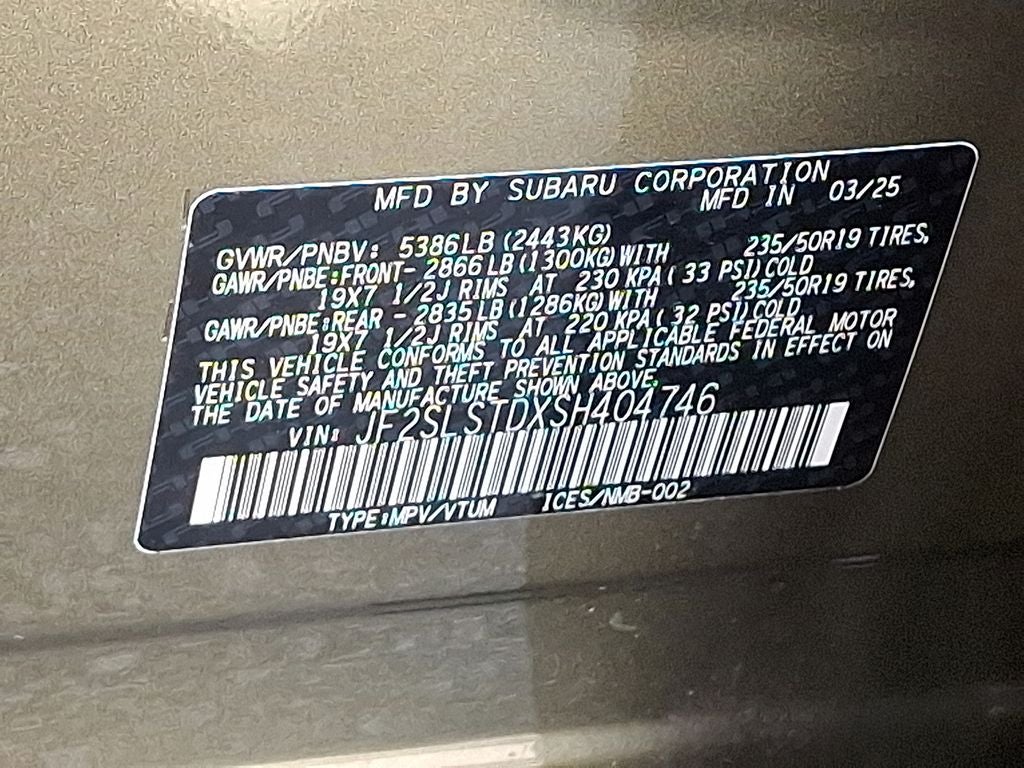 MFD BY SUBARU CORPORATION
MFD IN 03/25
GVWR/PNBV: 5386LB (2443KG)
GAWR/PNBE:FRONT- 2866LB (1300KG) WITH 235/50R19 TIRES,
19X7 1/2J RIMS AT 230 KPA ( 33 PSI) COLD
GAWR/PNBE:REAR - 2835LB (1286KG) WITH 235/50R19 TIRES,
19X7 1/2J RIMS AT 220 KPA ( 32 PSI) COLD
THIS VEHICLE CONFORMS TO ALL APPLICABLE FEDERAL MOTOR
VEHICLE SAFETY AND THEFT PREVENTION STANDARDS IN EFFECT ON
THE DATE OF MANUFACTURE SHOWN ABOVE.
VIN: JF2SLSTDXSH404746
TYPE:MPV/VTUM ICES/NMB-002